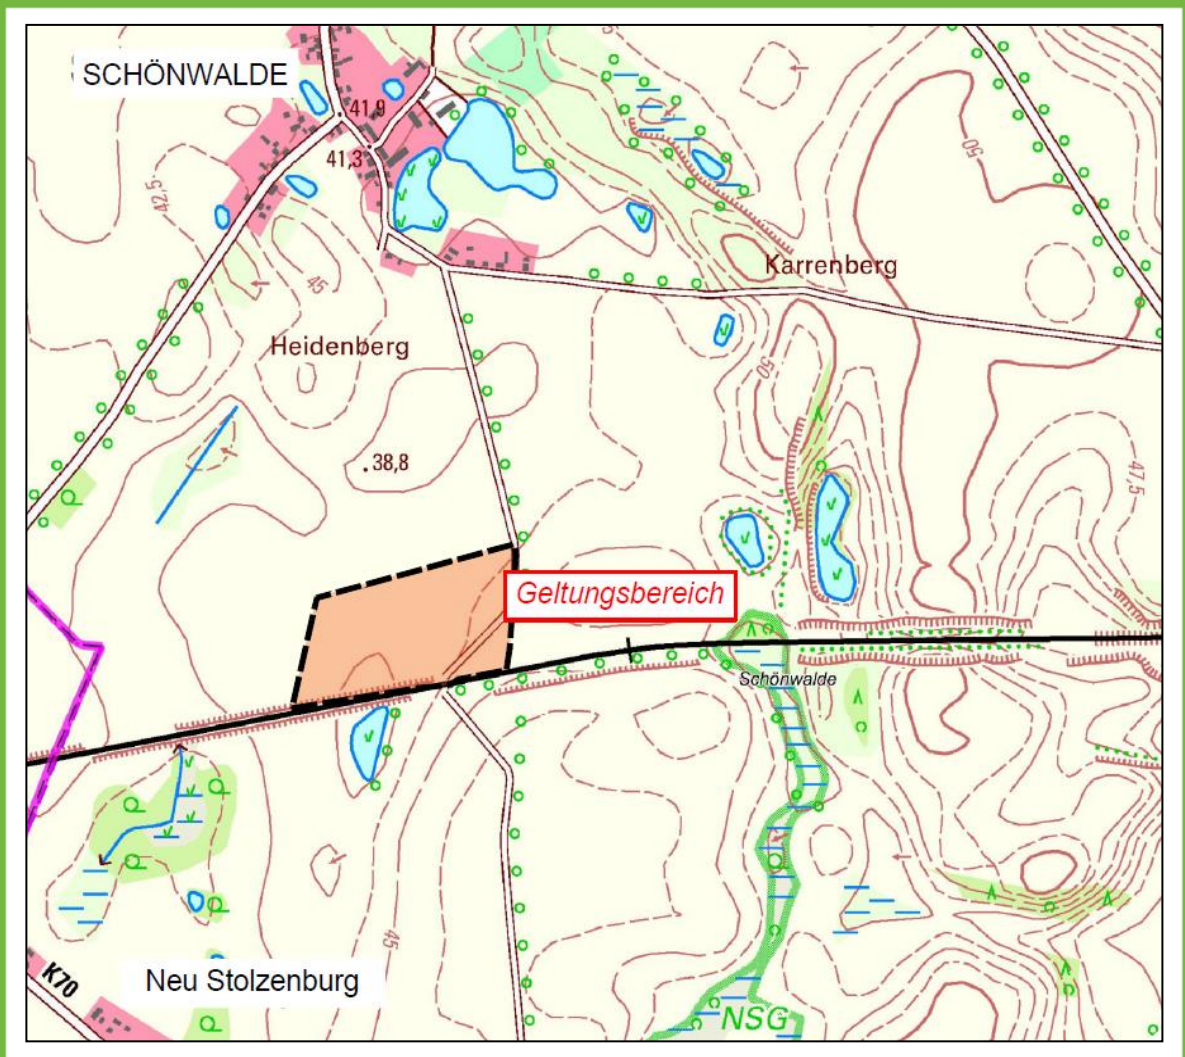 SCHÖNWALDE
41,9
41,3
42,5
50
45
Karrenberg
Heidenberg
50
38,8
47,5
Geltungsbereich
Schönwalde
45
K70
Neu Stolzenburg
NSG